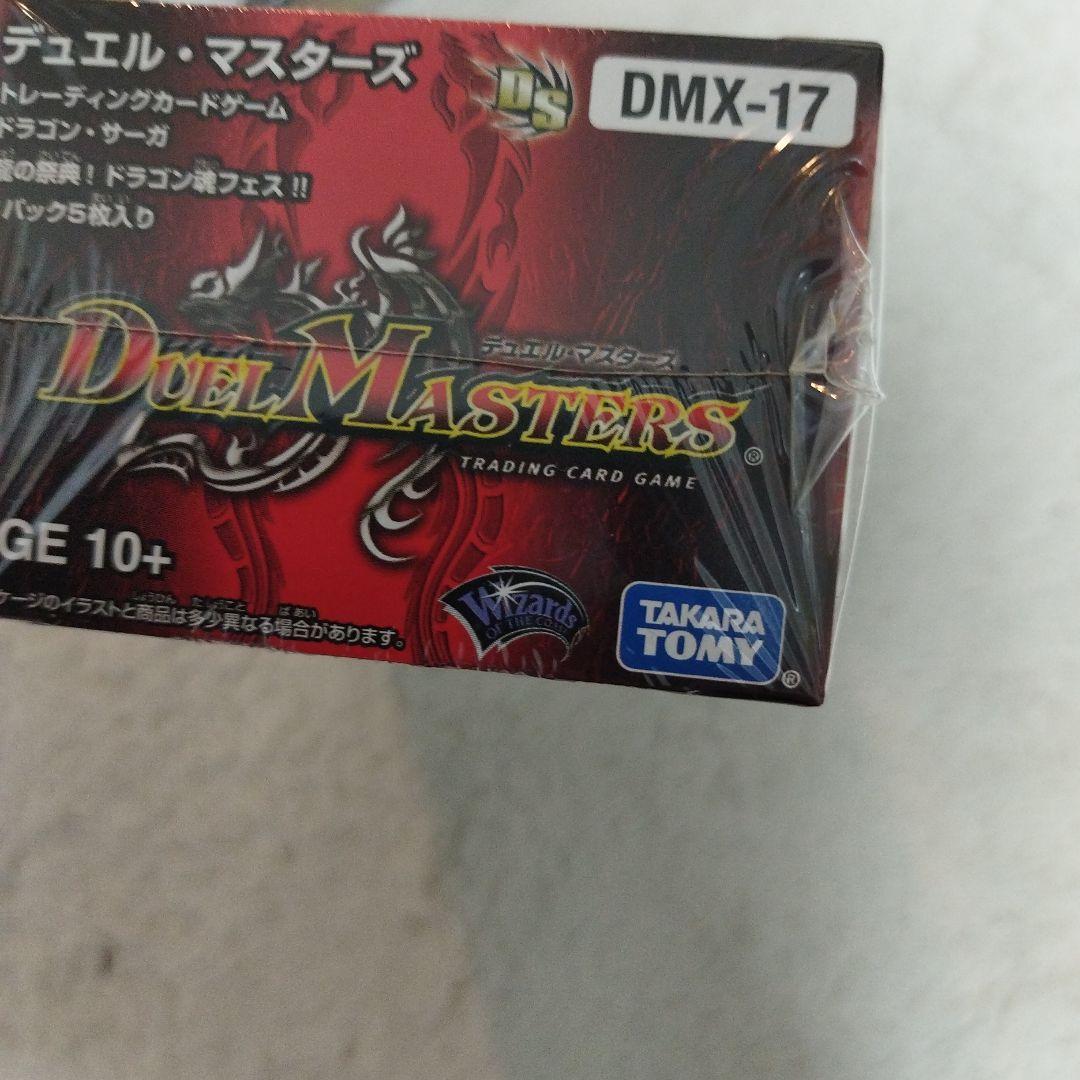 デュエル・マスターズ
DS
DMX-17
トレーディングカードゲーム
ドラゴン・サーガ
の祭典!ドラゴン魂フェス!!
パック5枚入り
デュエル・マスターズ
DUEL MASTERS®
TRADING CARD GAME
GE 10+
ケージのイラストと商品は多少異なる場合があります。
Wizards
OF THE COAST
TAKARA
TOMY®